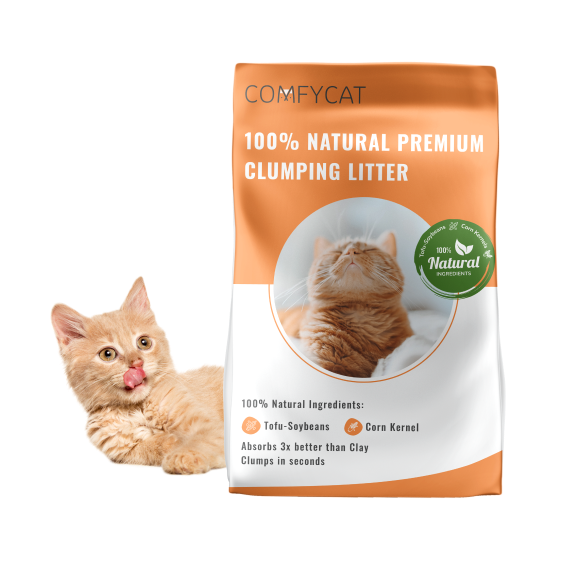 COMFYCAT
100% NATURAL PREMIUM
CLUMPING LITTER
Tofu-Soybeans Corn Kernel
100%
Natural
INGREDIENTS
100% Natural Ingredients:
Tofu-Soybeans Corn Kernel
Absorbs 3x better than Clay
Clumps in seconds